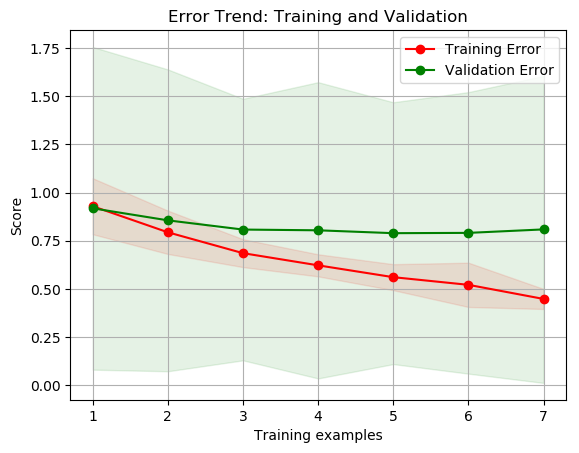 Error Trend: Training and Validation
Training Error
Validation Error
1.75
1.50
1.25
1.00
0.75
0.50
0.25
0.00
Score
1 2 3 4 5 6 7
Training examples